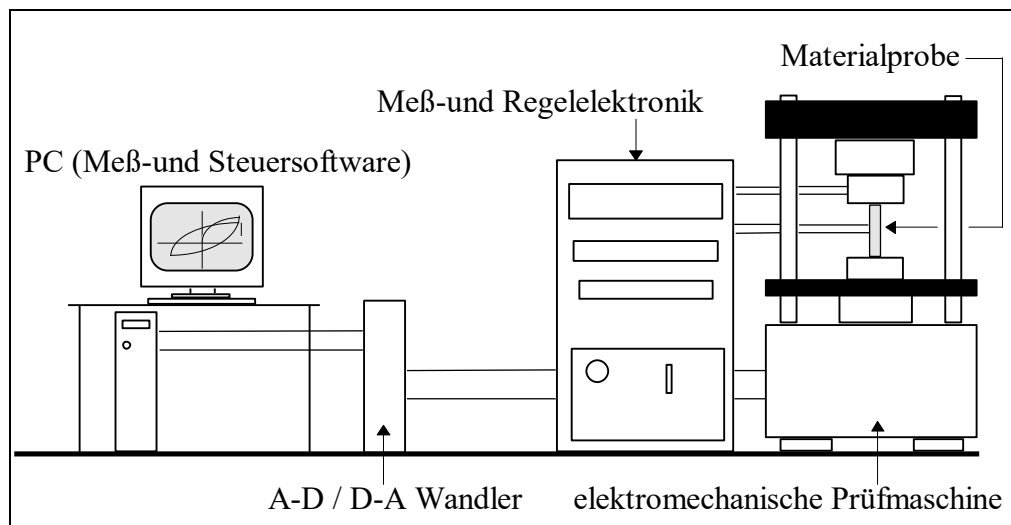 Materialprobe
Meß-und Regelelektronik
PC (Meß-und Steuersoftware)
A-D / D-A Wandler
elektromechanische Prüfmaschine